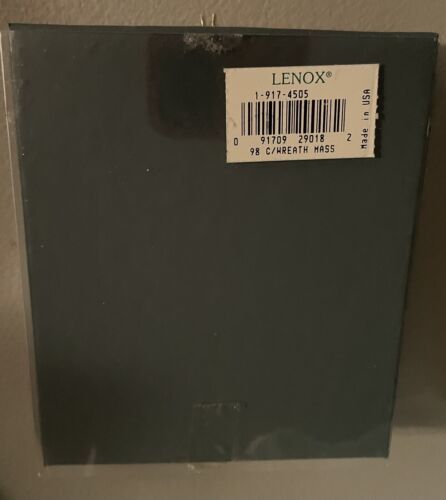 LENOX®
1-917-4505
Made in USA
0 91709 29018 2
98 C/WREATH MASS